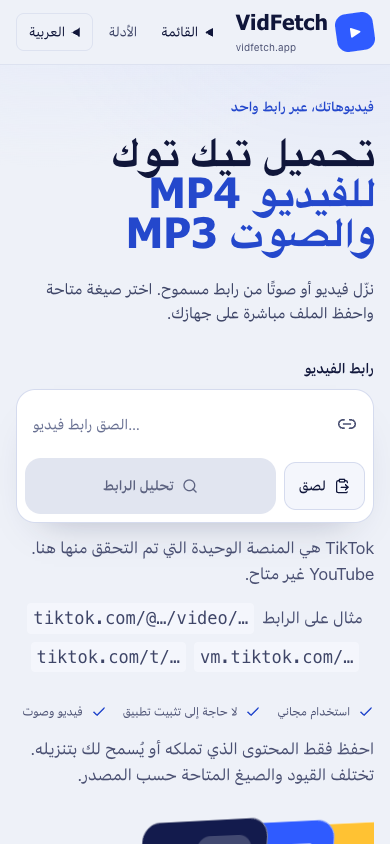 VidFetch
vidfetch.app
القائمة
الأدلة
العربية
فيديوهاتك، عبر رابط واحد
تحميل تيك توك
للفيديو MP4
والصوت MP3
نزّل فيديو أو صوتًا من رابط مسموح. اختر صيغة متاحة
واحفظ الملف مباشرة على جهازك.
رابط الفيديو
الصق رابط فيديو...
لصق
تحليل الرابط
TikTok هي المنصة الوحيدة التي تم التحقق منها هنا.
YouTube غير متاح.
مثال على الرابط tiktok.com/@…/video/…
vm.tiktok.com/… tiktok.com/t/…
استخدام مجاني
لا حاجة إلى تثبيت تطبيق
فيديو وصوت
احفظ فقط المحتوى الذي تملكه أو يُسمح لك بتنزيله.
تختلف القيود والصيغ المتاحة حسب المصدر.